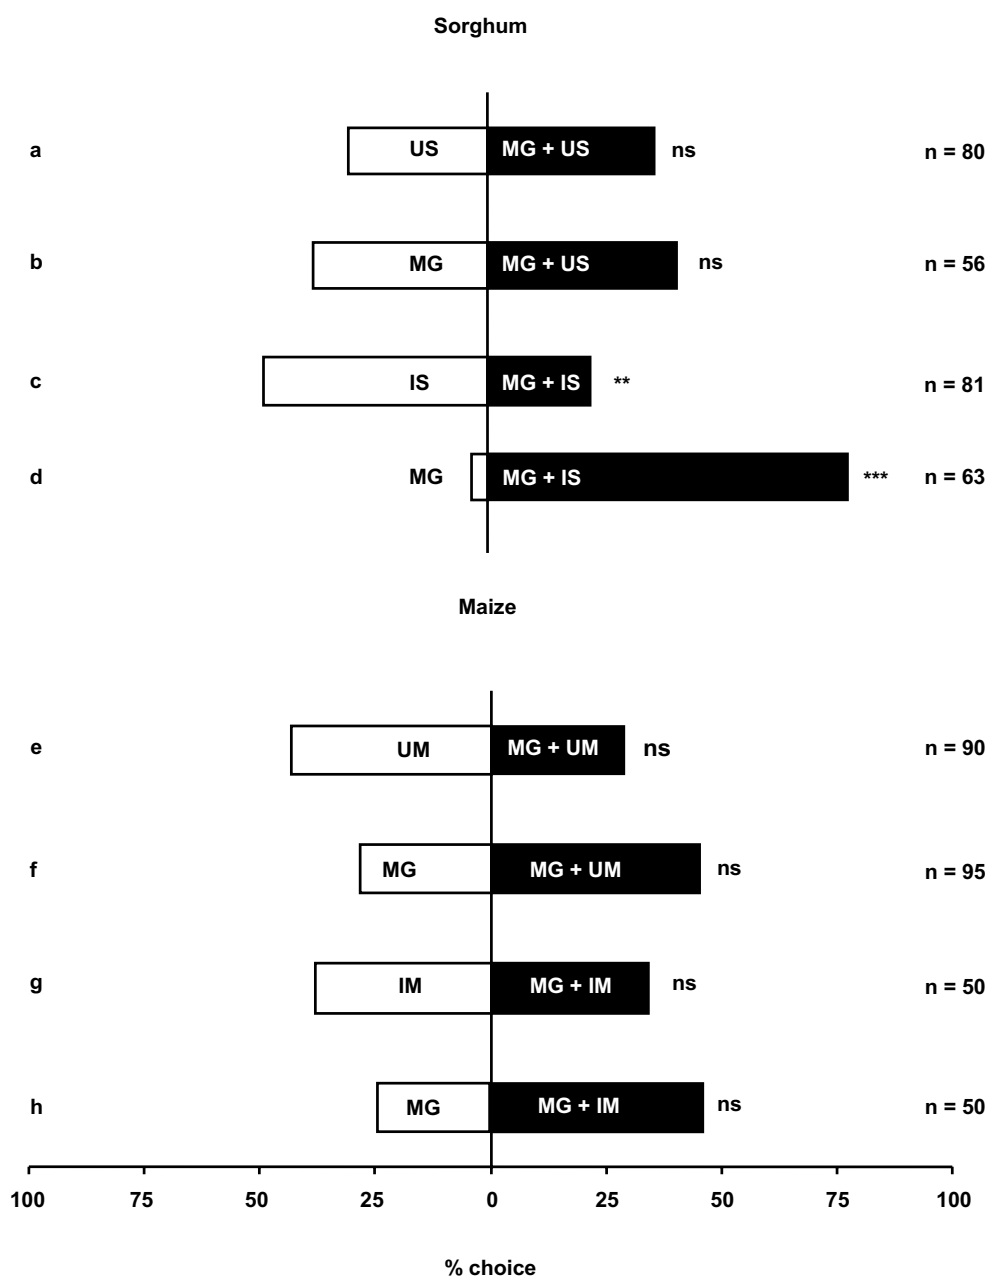 Sorghum
a US MG + US ns n = 80
b MG MG + US ns n = 56
c IS MG + IS ** n = 81
d MG MG + IS *** n = 63
Maize
e UM MG + UM ns n = 90
f MG MG + UM ns n = 95
g IM MG + IM ns n = 50
h MG MG + IM ns n = 50
100 75 50 25 0 25 50 75 100
% choice